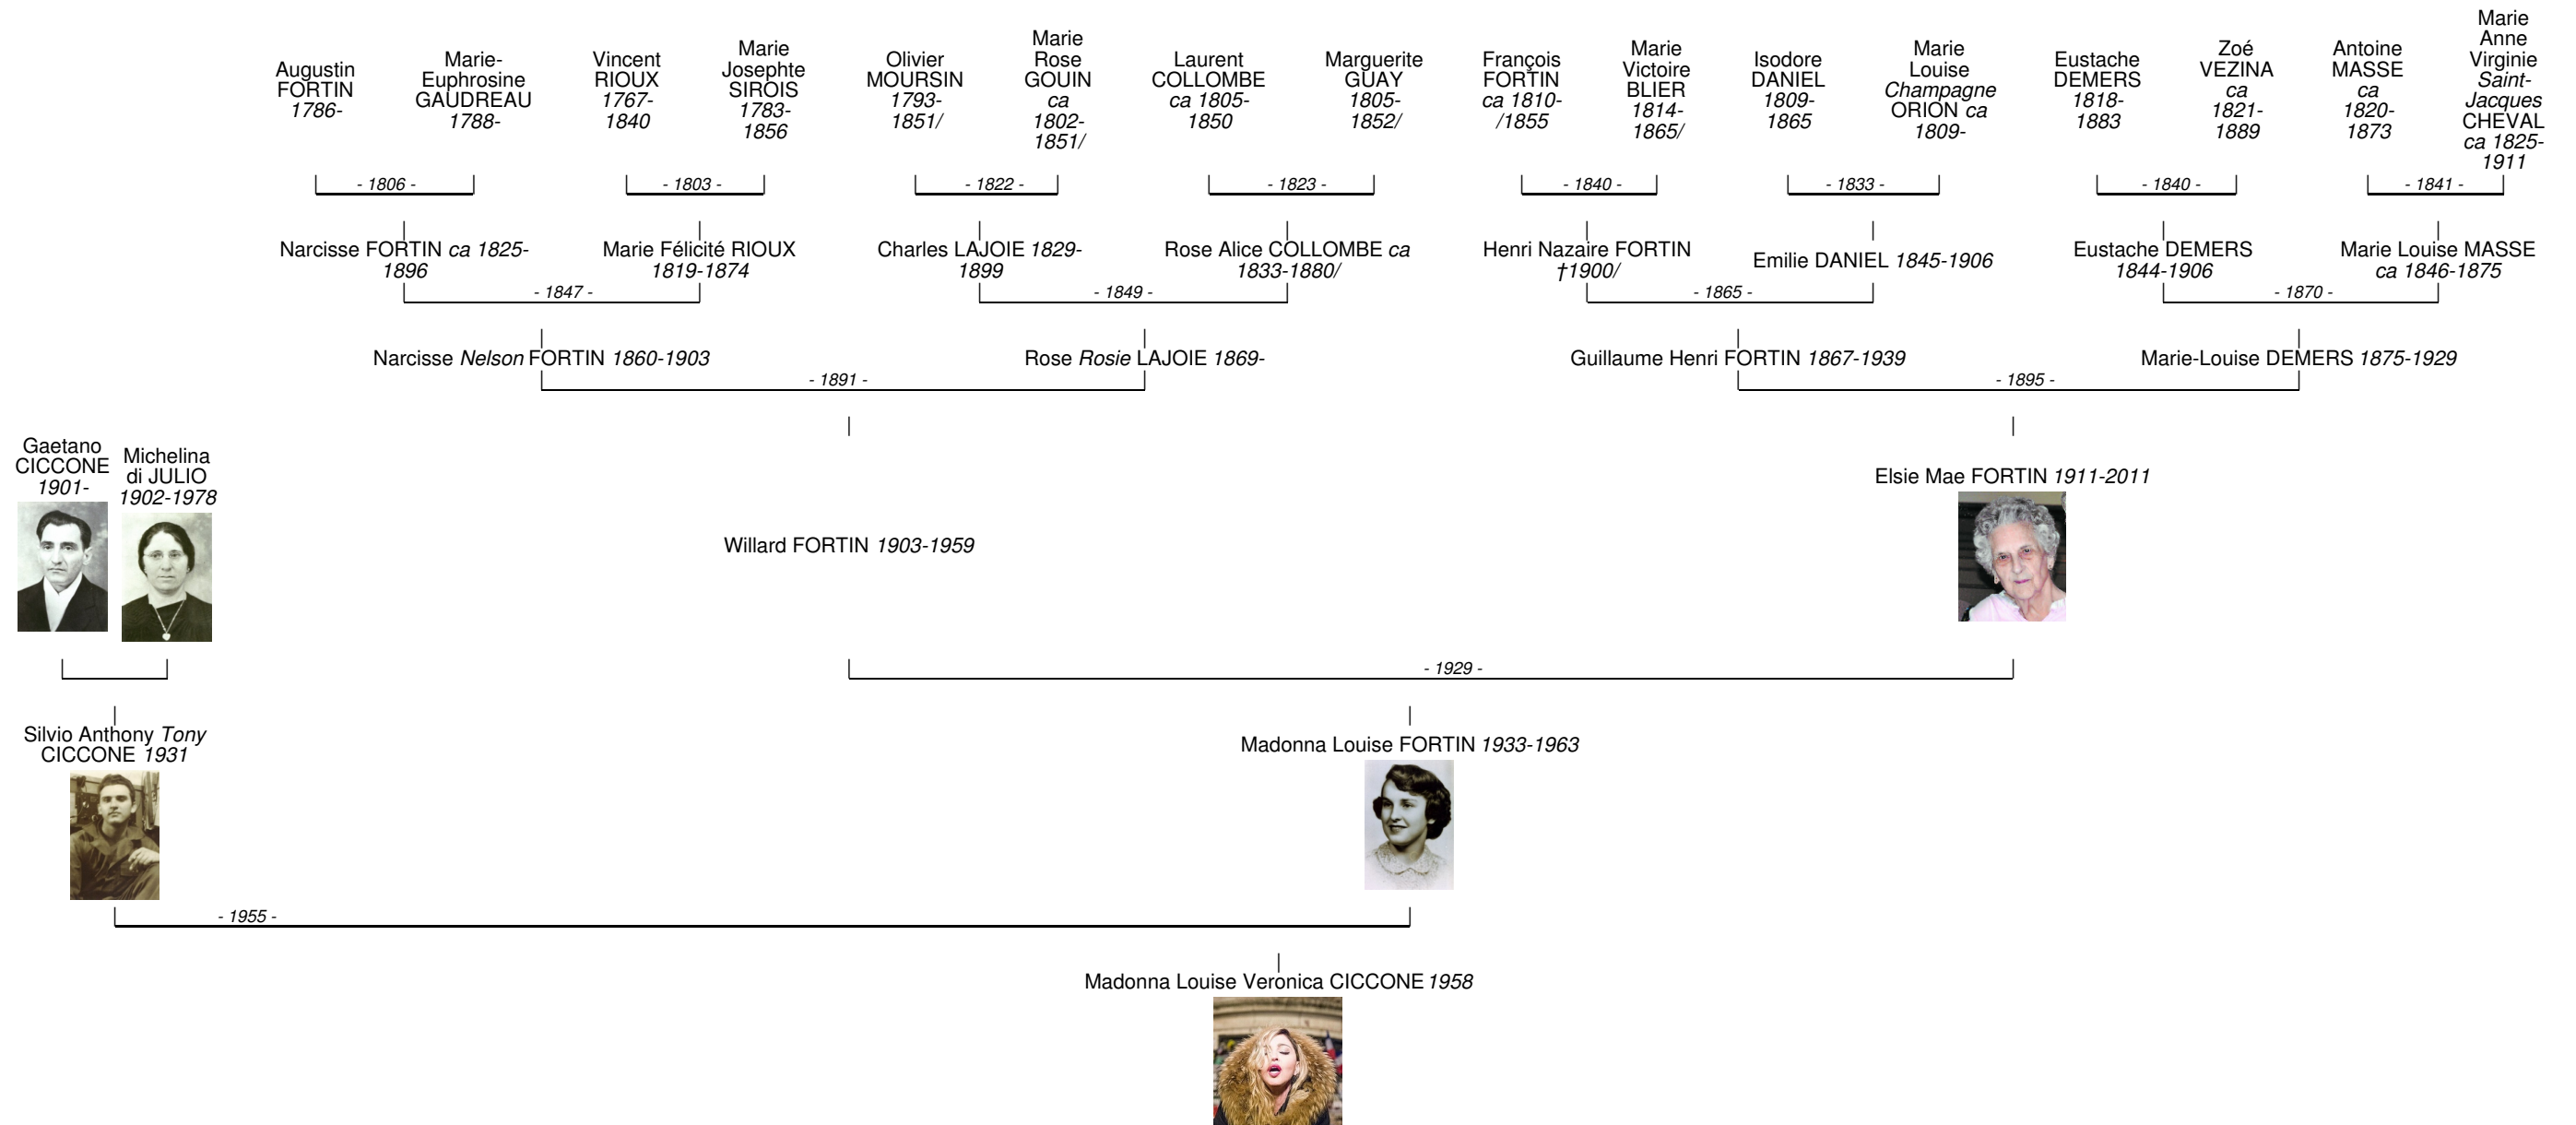 Augustin
FORTIN
1786-
Marie-
Euphrosine
GAUDREAU
1788-
Vincent
RIOUX
1767-
1840
Marie
Josephte
SIROIS
1783-
1856
Olivier
MOURSIN
1793-
1851/
Marie
Rose
GOUIN
ca
1802-
1851/
Laurent
COLLOMBE
ca 1805-
1850
Marguerite
GUAY
1805-
1852/
François
FORTIN
ca 1810-
/1855
Marie
Victoire
BLIER
1814-
1865/
Isodore
DANIEL
1809-
1865
Marie
Louise
Champagne
ORION ca
1809-
Eustache
DEMERS
1818-
1883
Zoé
VEZINA
ca
1821-
1889
Antoine
MASSE
ca
1820-
1873
Marie
Anne
Virginie
Saint-
Jacques
CHEVAL
ca 1825-
1911
- 1806 -
- 1803 -
- 1822 -
- 1823 -
- 1840 -
- 1833 -
- 1840 -
- 1841 -
Narcisse FORTIN ca 1825-
1896
Marie Félicité RIOUX
1819-1874
Charles LAJOIE 1829-
1899
Rose Alice COLLOMBE ca
1833-1880/
Henri Nazaire FORTIN
†1900/
Emilie DANIEL 1845-1906
Eustache DEMERS
1844-1906
Marie Louise MASSE
ca 1846-1875
- 1847 -
- 1849 -
- 1865 -
- 1870 -
Narcisse Nelson FORTIN 1860-1903
Rose Rosie LAJOIE 1869-
Guillaume Henri FORTIN 1867-1939
Marie-Louise DEMERS 1875-1929
- 1891 -
- 1895 -
Gaetano
CICCONE
1901-
Michelina
di JULIO
1902-1978
Willard FORTIN 1903-1959
Elsie Mae FORTIN 1911-2011
- 1929 -
Silvio Anthony Tony
CICCONE 1931
Madonna Louise FORTIN 1933-1963
- 1955 -
Madonna Louise Veronica CICCONE 1958